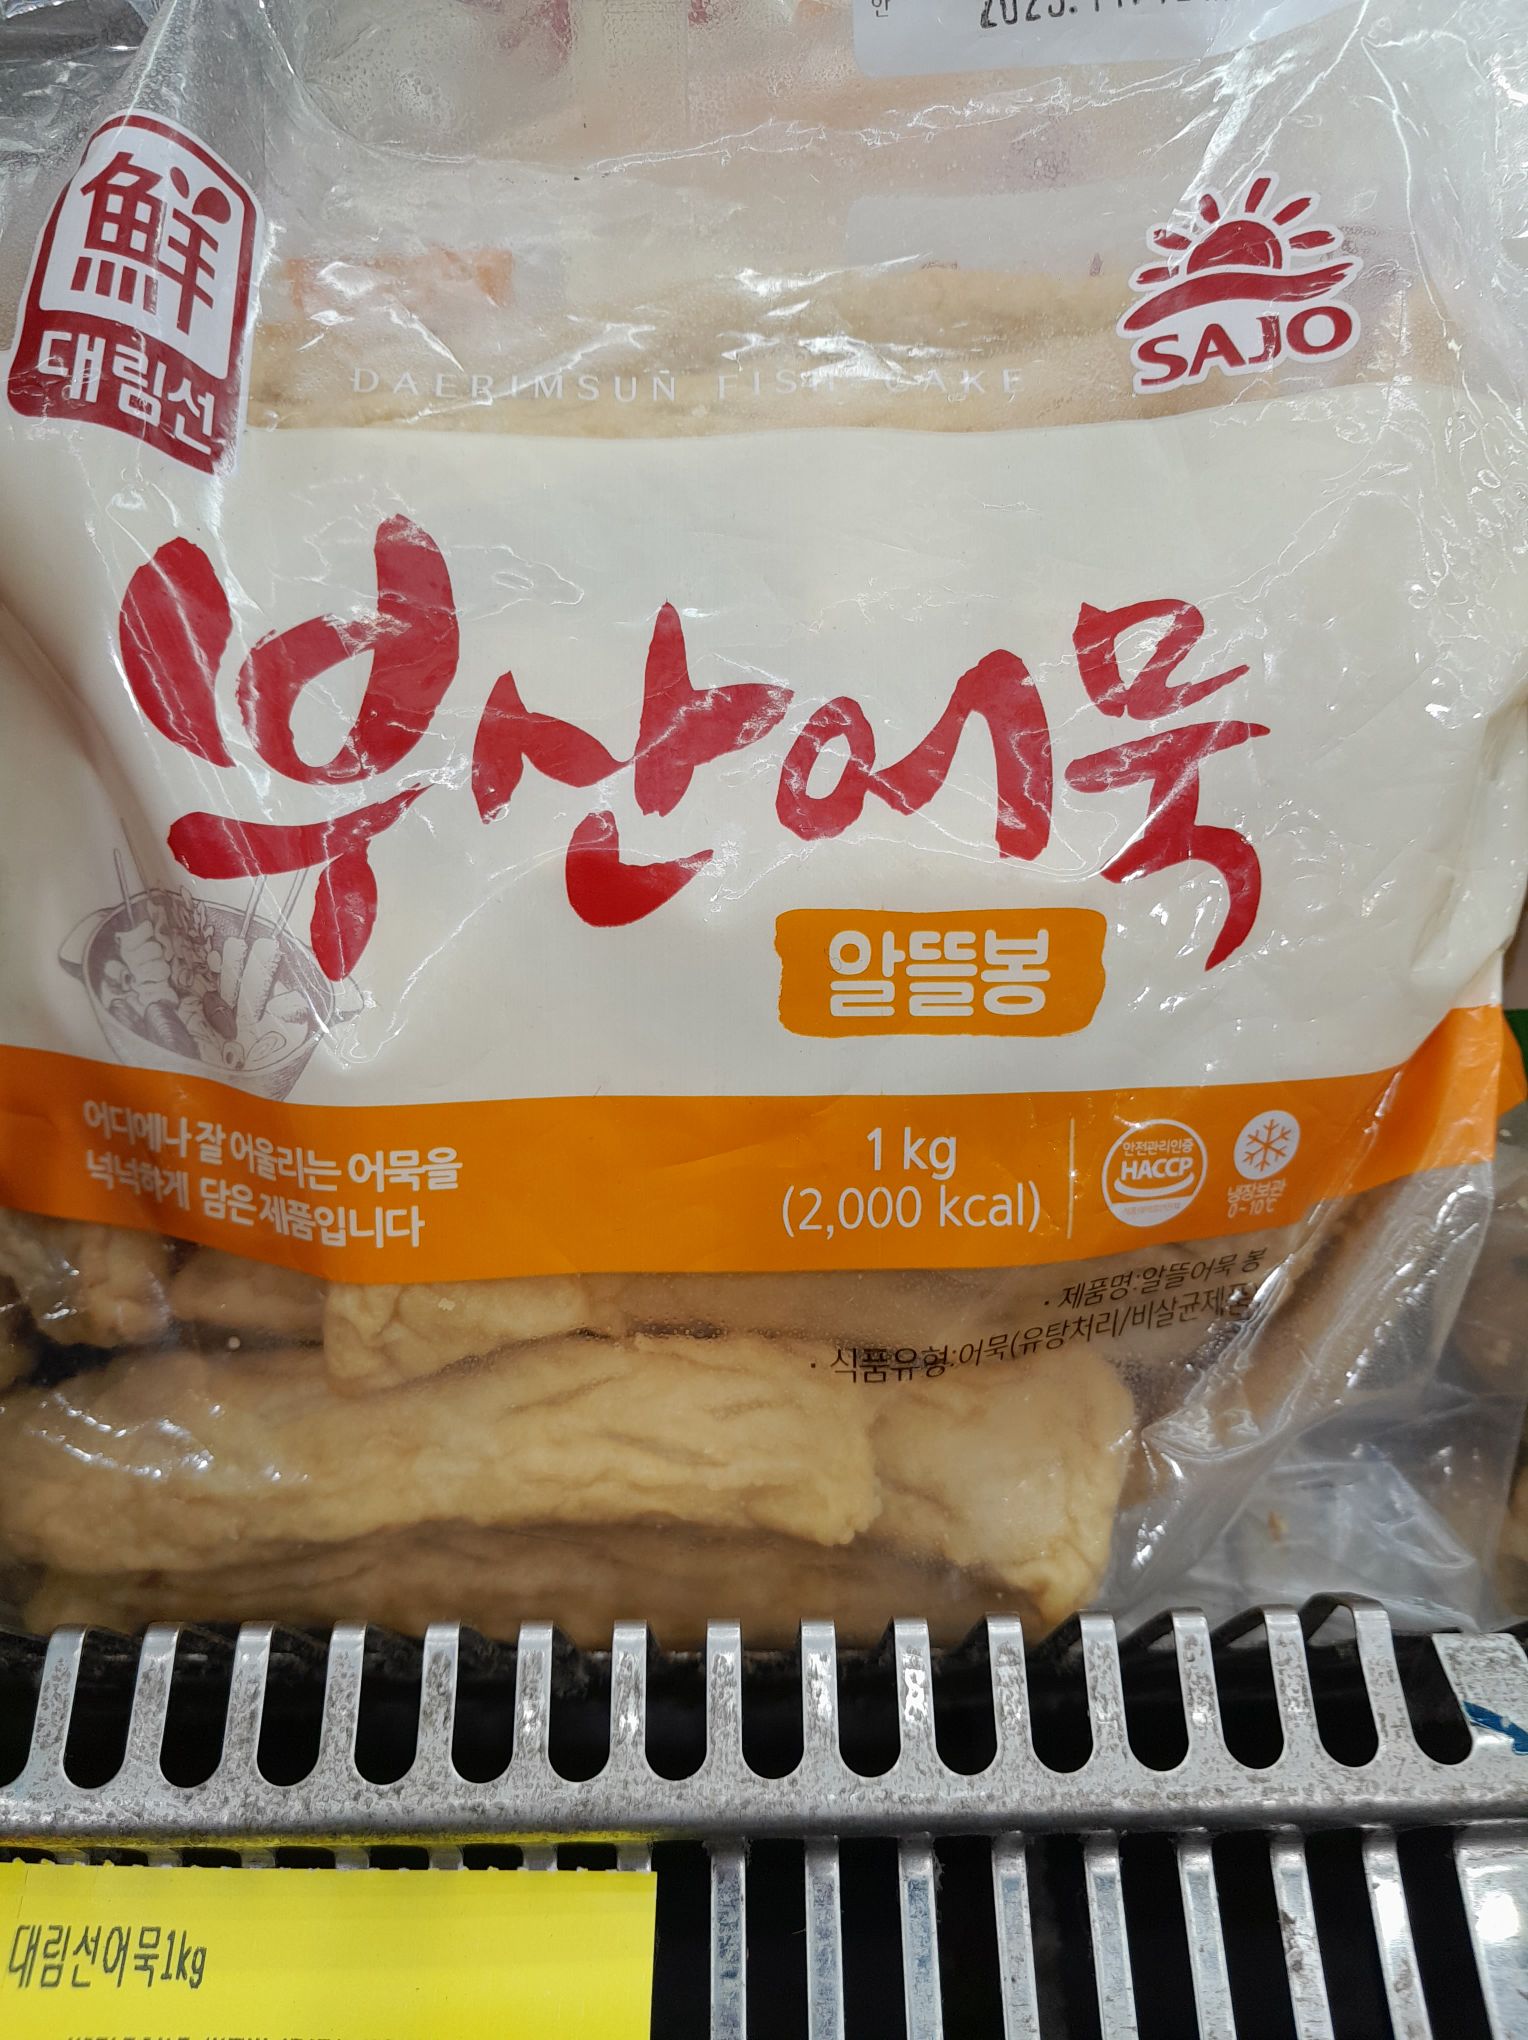 한
鮮
대림선
SAJO
DAERIMSUN FISH CAKE
부산어묵
알뜰봉
어디에나 잘 어울리는 어묵을
넉넉하게 담은 제품입니다
1 kg
(2,000 kcal)
안전관리인증
HACCP
냉장보관
0~10℃
· 제품명:알뜰어묵 봉
· 식품유형:어묵(유탕처리/비살균제품)
대림선어묵1kg